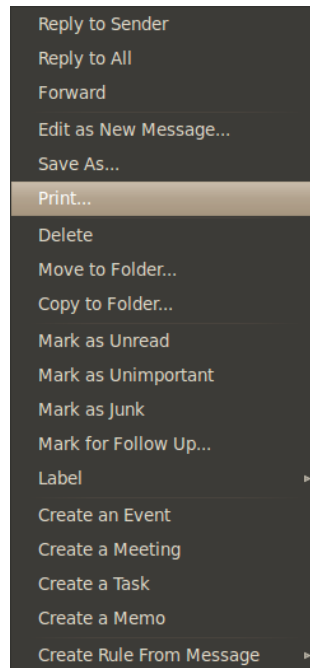 Reply to Sender
Reply to All
Forward
Edit as New Message...
Save As...
Print...
Delete
Move to Folder...
Copy to Folder...
Mark as Unread
Mark as Unimportant
Mark as Junk
Mark for Follow Up...
Label
Create an Event
Create a Meeting
Create a Task
Create a Memo
Create Rule From Message